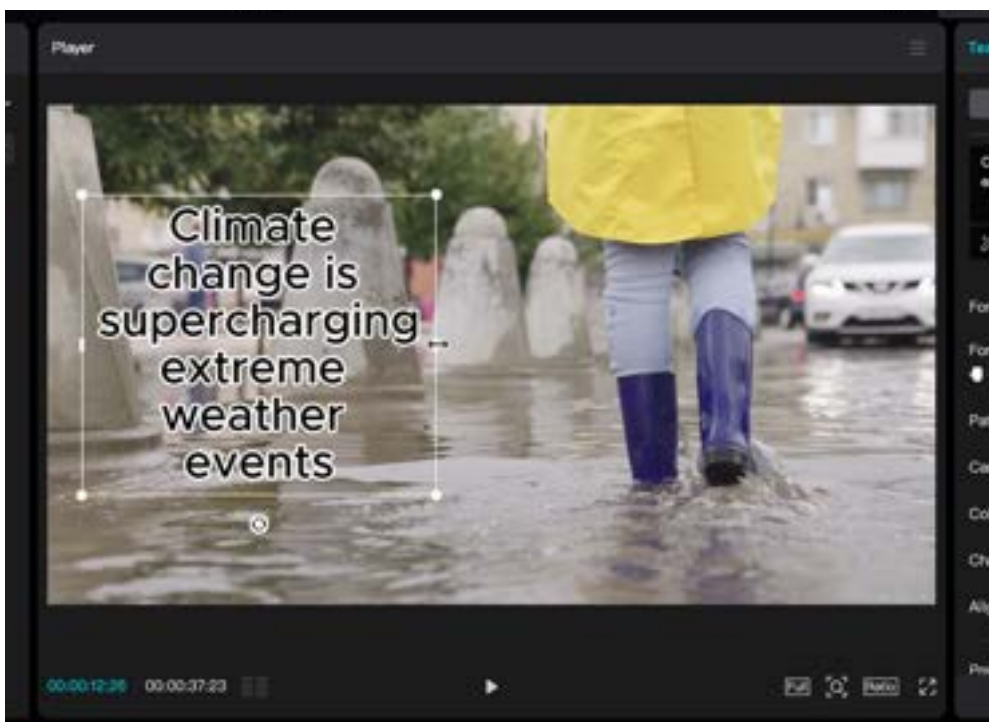 Player
Climate
change is
supercharging
extreme
weather
events
00:00:12:26 00:00:37:23
Full Ratio